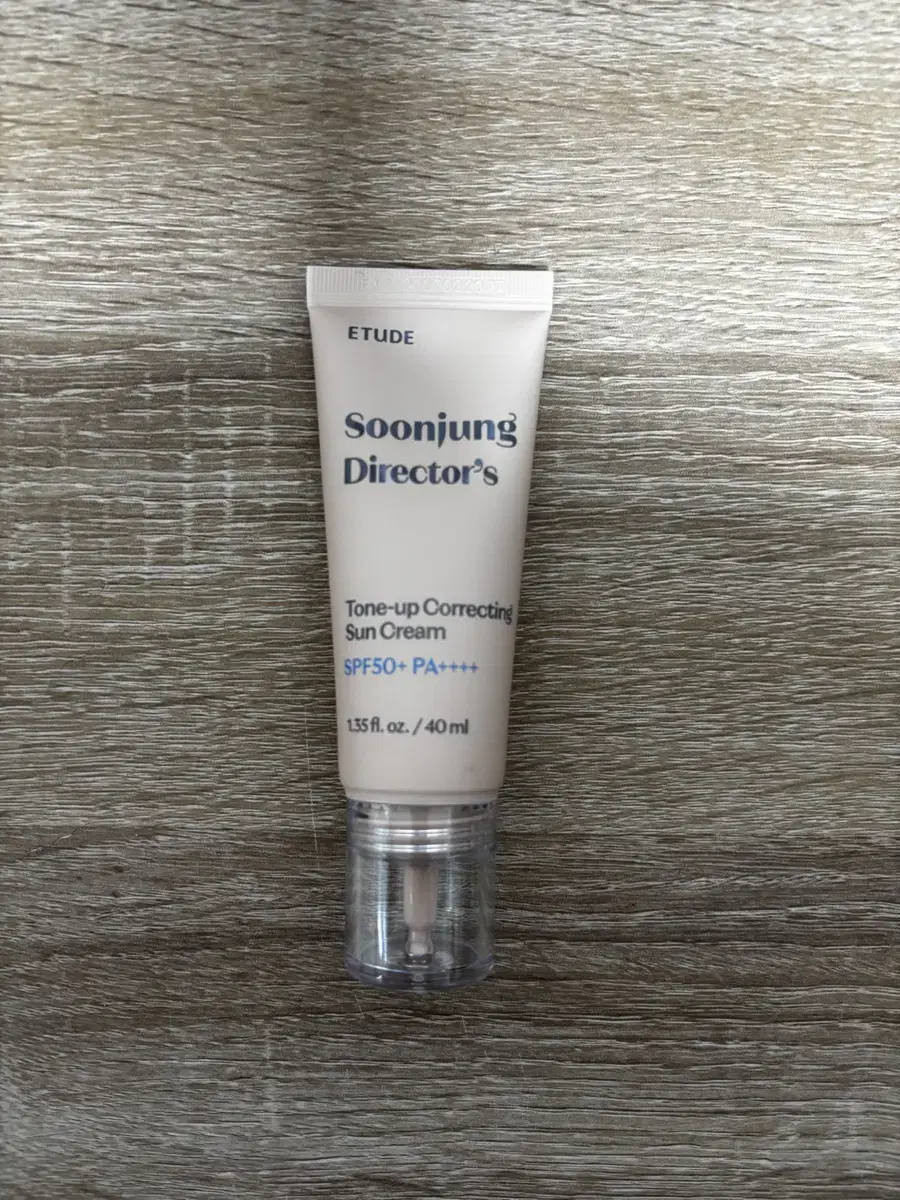 ETUDE
Soonjung
Director's
Tone-up Correcting
Sun Cream
SPF50+ PA++++
1.35 fl. oz. / 40 ml